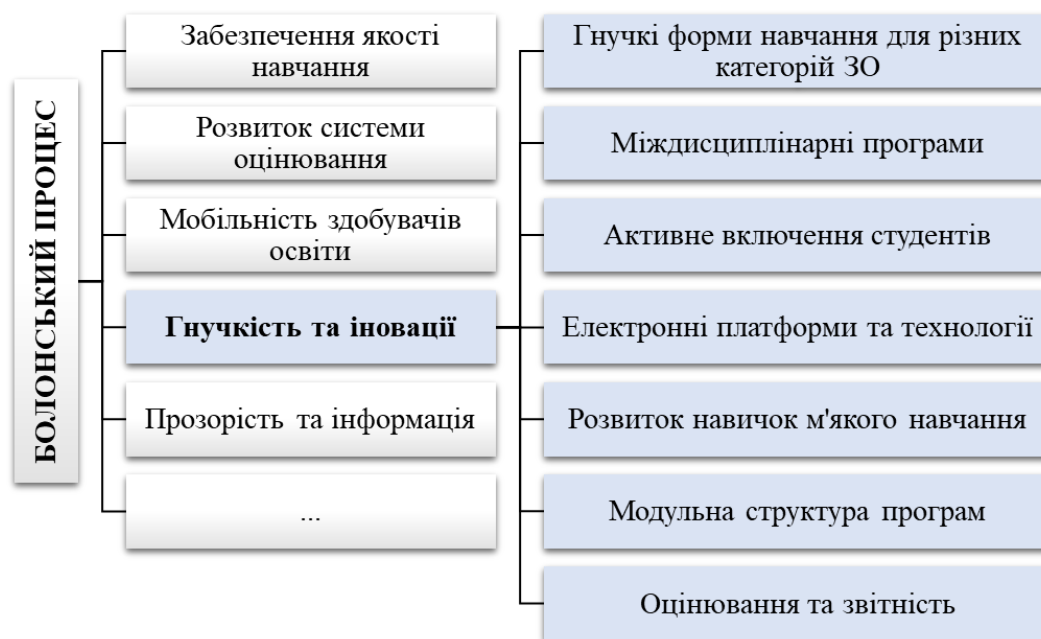 БОЛОНСЬКИЙ ПРОЦЕС
Забезпечення якості
навчання
Розвиток системи
оцінювання
Мобільність здобувачів
освіти
Гнучкість та іновації
Прозорість та інформація
...
Гнучкі форми навчання для різних
категорій ЗО
Міждисциплінарні програми
Активне включення студентів
Електронні платформи та технології
Розвиток навичок м'якого навчання
Модульна структура програм
Оцінювання та звітність